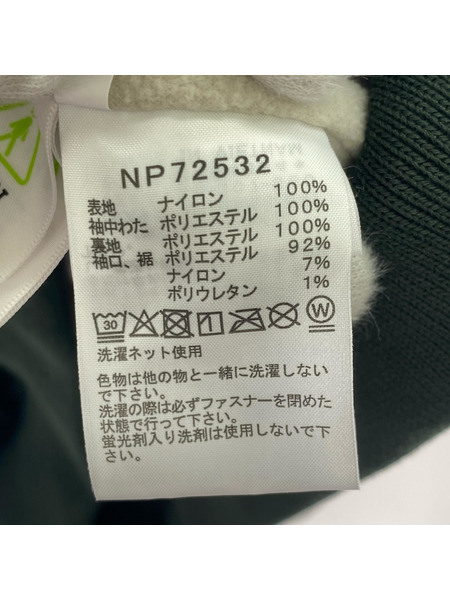 NP72532
表地 ナイロン 100%
袖中わた ポリエステル 100%
裏地 ポリエステル 100%
袖口、裾 ポリエステル 92%
ナイロン 7%
ポリウレタン 1%
30 W
洗濯ネット使用
色物は他の物と一緒に洗濯しない
で下さい。
洗濯の際は必ずファスナーを閉めた
状態で行って下さい。
蛍光剤入り洗剤は使用しないで下
さい。